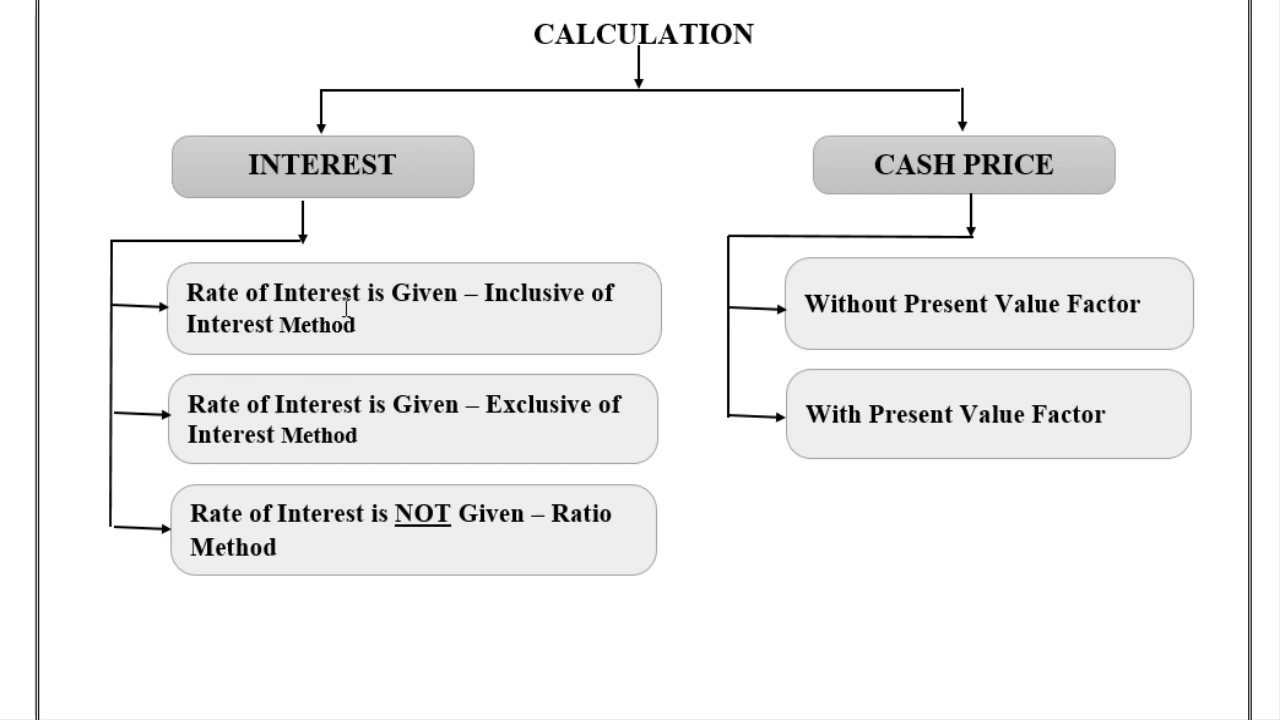 CALCULATION
INTEREST
CASH PRICE
Rate of Interest is Given – Inclusive of
Interest Method
Rate of Interest is Given – Exclusive of
Interest Method
Rate of Interest is NOT Given – Ratio
Method
Without Present Value Factor
With Present Value Factor